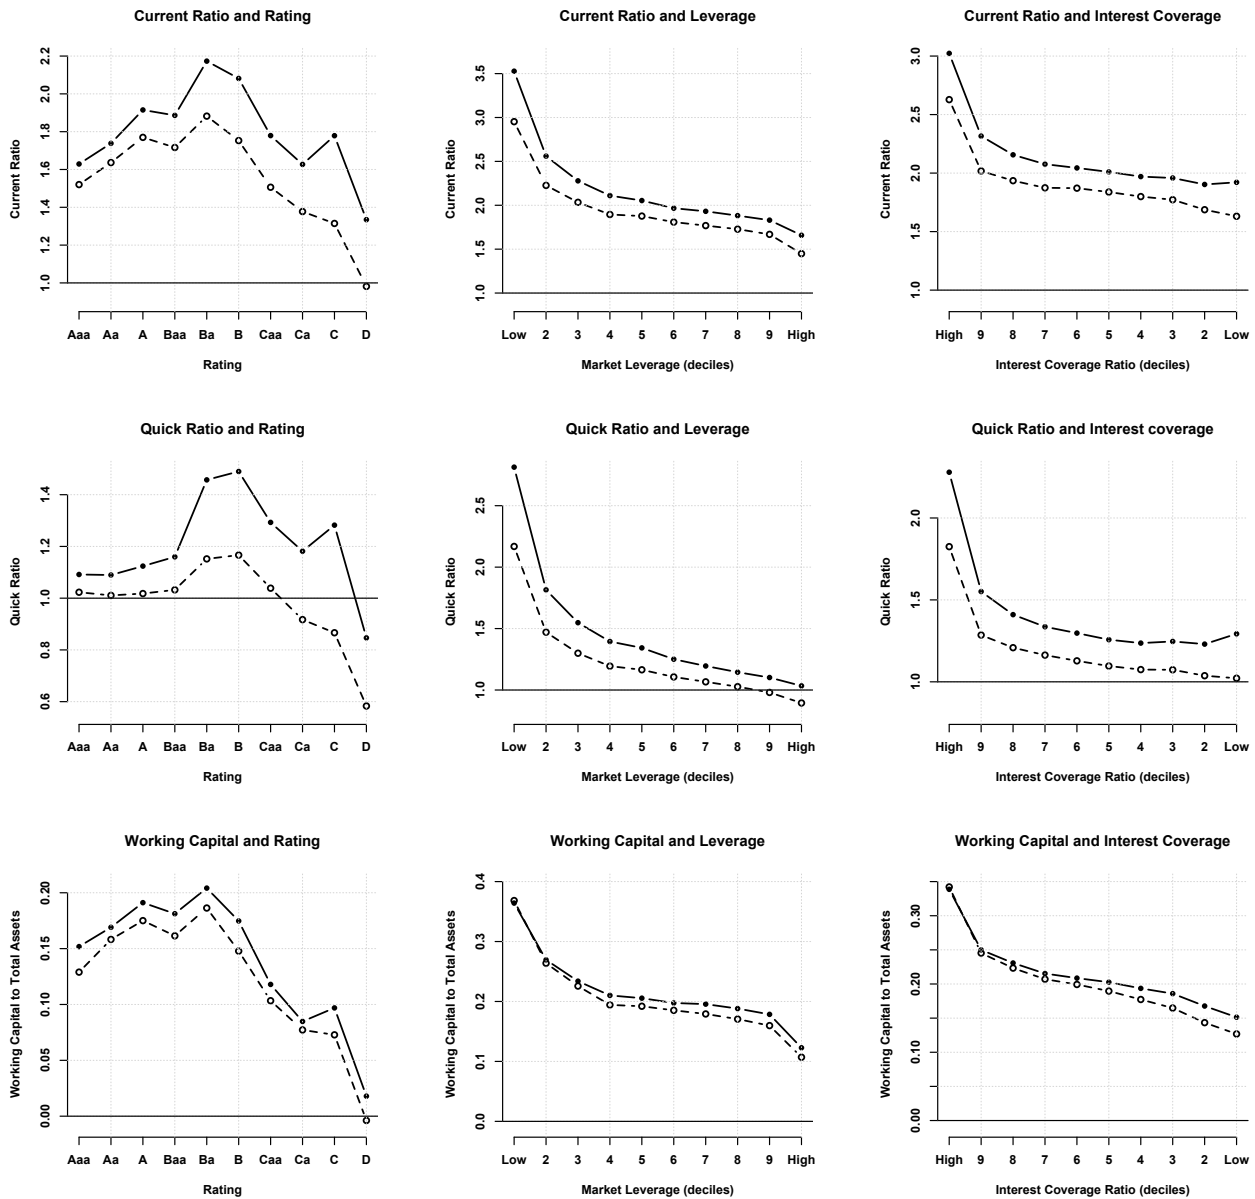 Current Ratio and Rating
Current Ratio
2.2
2.0
1.8
1.6
1.4
1.2
1.0
Aaa Aa A Baa Ba B Caa Ca C D
Rating
Current Ratio and Leverage
Current Ratio
3.5
3.0
2.5
2.0
1.5
1.0
Low 2 3 4 5 6 7 8 9 High
Market Leverage (deciles)
Current Ratio and Interest Coverage
Current Ratio
3.0
2.5
2.0
1.5
1.0
High 9 8 7 6 5 4 3 2 Low
Interest Coverage Ratio (deciles)
Quick Ratio and Rating
Quick Ratio
1.4
1.2
1.0
0.8
0.6
Aaa Aa A Baa Ba B Caa Ca C D
Rating
Quick Ratio and Leverage
Quick Ratio
2.5
2.0
1.5
1.0
Low 2 3 4 5 6 7 8 9 High
Market Leverage (deciles)
Quick Ratio and Interest coverage
Quick Ratio
2.0
1.5
1.0
High 9 8 7 6 5 4 3 2 Low
Interest Coverage Ratio (deciles)
Working Capital and Rating
Working Capital to Total Assets
0.20
0.15
0.10
0.05
0.00
Aaa Aa A Baa Ba B Caa Ca C D
Rating
Working Capital and Leverage
Working Capital to Total Assets
0.4
0.3
0.2
0.1
0.0
Low 2 3 4 5 6 7 8 9 High
Market Leverage (deciles)
Working Capital and Interest Coverage
Working Capital to Total Assets
0.30
0.20
0.10
0.00
High 9 8 7 6 5 4 3 2 Low
Interest Coverage Ratio (deciles)